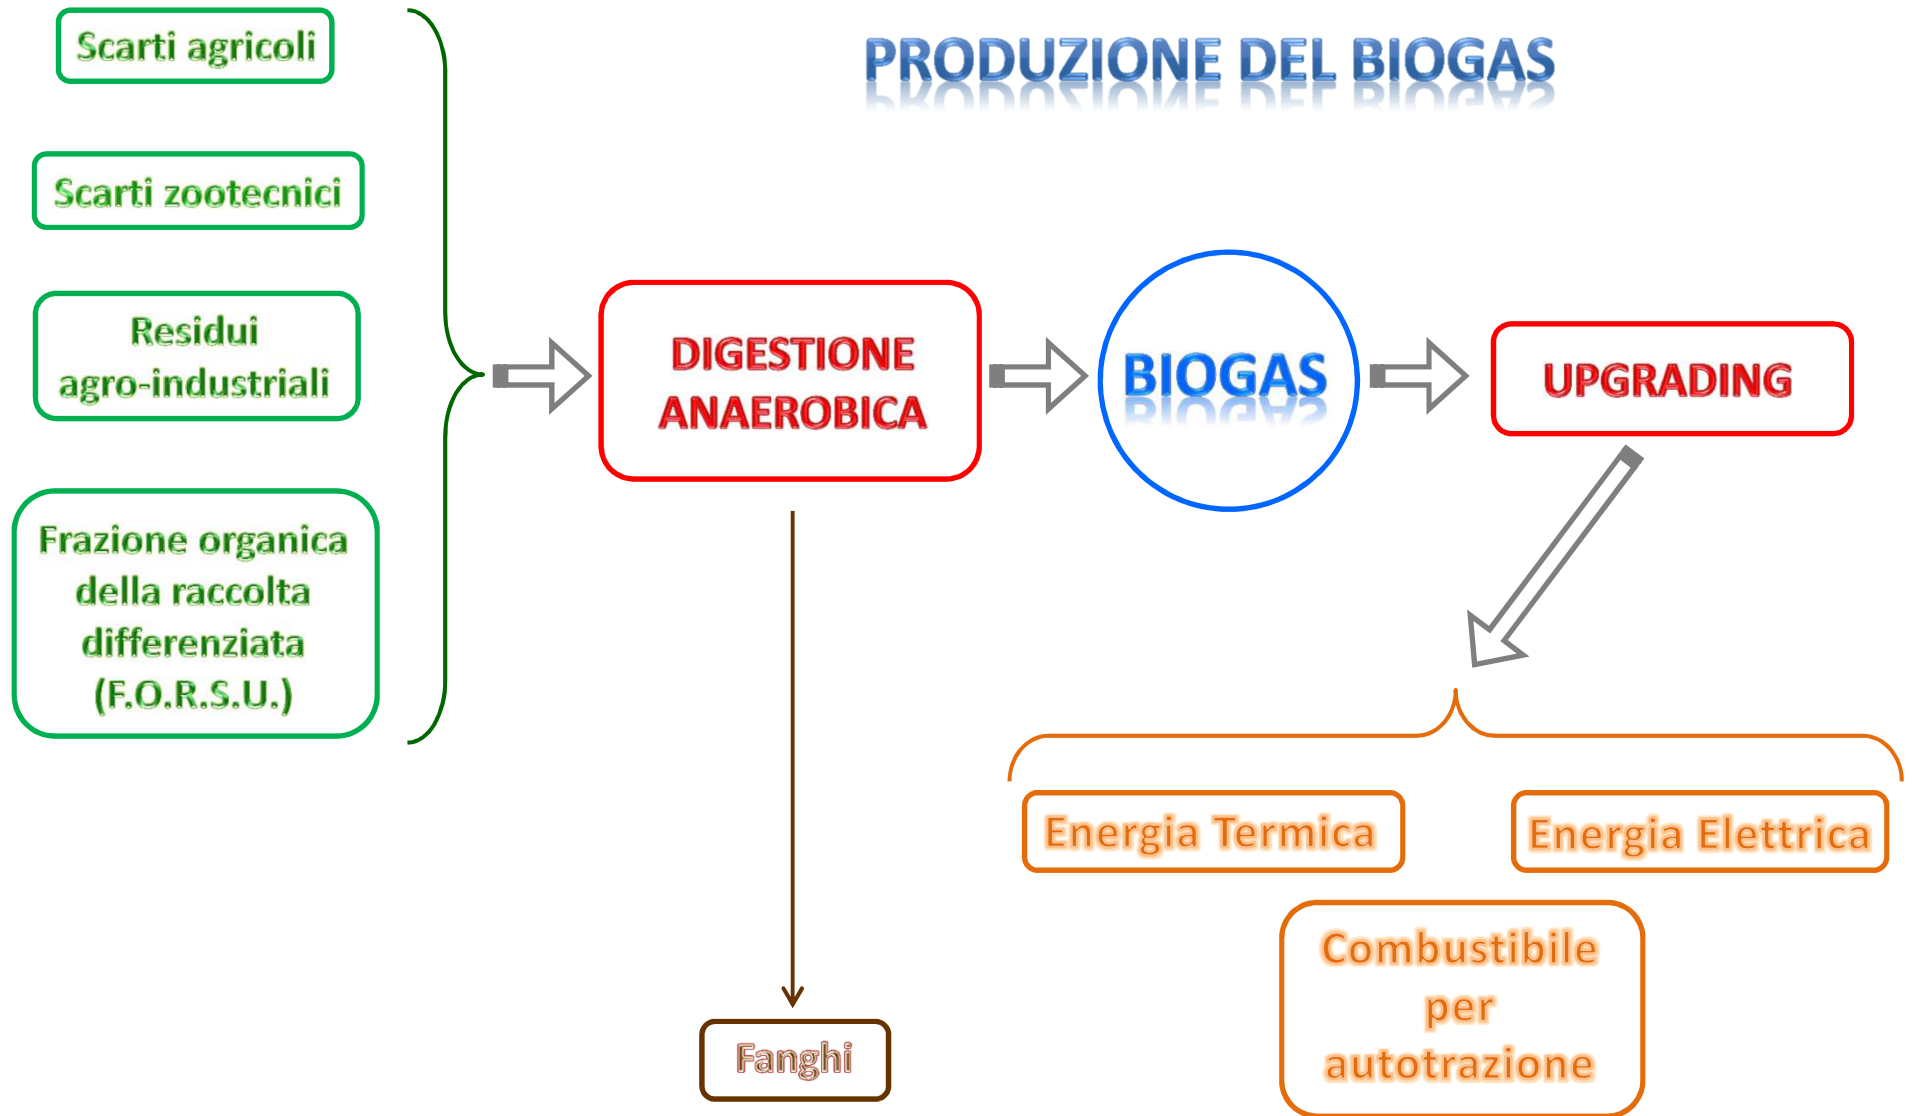 PRODUZIONE DEL BIOGAS
Scarti agricoli
Scarti zootecnici
Residui
agro-industriali
Frazione organica
della raccolta
differenziata
(F.O.R.S.U.)
DIGESTIONE
ANAEROBICA
BIOGAS
UPGRADING
Energia Termica
Energia Elettrica
Combustibile
per
autotrazione
Fanghi